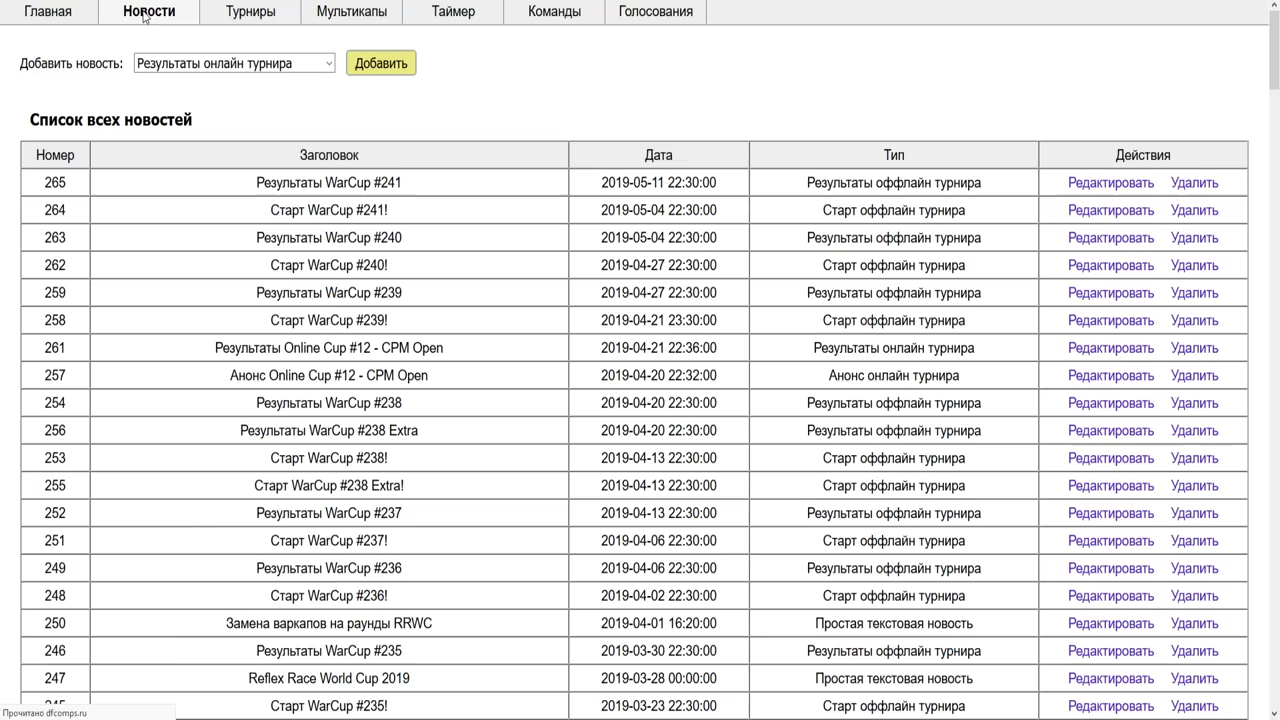 Главная Новости Турниры Мультикапы Таймер Команды Голосования
Добавить новость: Результаты онлайн турнира Добавить
Список всех новостей
Номер Заголовок Дата Тип Действия
265 Результаты WarCup #241 2019-05-11 22:30:00 Результаты оффлайн турнира Редактировать Удалить
264 Старт WarCup #241! 2019-05-04 22:30:00 Старт оффлайн турнира Редактировать Удалить
263 Результаты WarCup #240 2019-05-04 22:30:00 Результаты оффлайн турнира Редактировать Удалить
262 Старт WarCup #240! 2019-04-27 22:30:00 Старт оффлайн турнира Редактировать Удалить
259 Результаты WarCup #239 2019-04-27 22:30:00 Результаты оффлайн турнира Редактировать Удалить
258 Старт WarCup #239! 2019-04-21 23:30:00 Старт оффлайн турнира Редактировать Удалить
261 Результаты Online Cup #12 - CPM Open 2019-04-21 22:36:00 Результаты онлайн турнира Редактировать Удалить
257 Анонс Online Cup #12 - CPM Open 2019-04-20 22:32:00 Анонс онлайн турнира Редактировать Удалить
254 Результаты WarCup #238 2019-04-20 22:30:00 Результаты оффлайн турнира Редактировать Удалить
256 Результаты WarCup #238 Extra 2019-04-20 22:30:00 Результаты оффлайн турнира Редактировать Удалить
253 Старт WarCup #238! 2019-04-13 22:30:00 Старт оффлайн турнира Редактировать Удалить
255 Старт WarCup #238 Extra! 2019-04-13 22:30:00 Старт оффлайн турнира Редактировать Удалить
252 Результаты WarCup #237 2019-04-13 22:30:00 Результаты оффлайн турнира Редактировать Удалить
251 Старт WarCup #237! 2019-04-06 22:30:00 Старт оффлайн турнира Редактировать Удалить
249 Результаты WarCup #236 2019-04-06 22:30:00 Результаты оффлайн турнира Редактировать Удалить
248 Старт WarCup #236! 2019-04-02 22:30:00 Старт оффлайн турнира Редактировать Удалить
250 Замена варкапов на раунды RRWC 2019-04-01 16:20:00 Простая текстовая новость Редактировать Удалить
246 Результаты WarCup #235 2019-03-30 22:30:00 Результаты оффлайн турнира Редактировать Удалить
247 Reflex Race World Cup 2019 2019-03-28 00:00:00 Простая текстовая новость Редактировать Удалить
245 Старт WarCup #235! 2019-03-23 22:30:00 Старт оффлайн турнира Редактировать Удалить
Прочитано dfcomps.ru